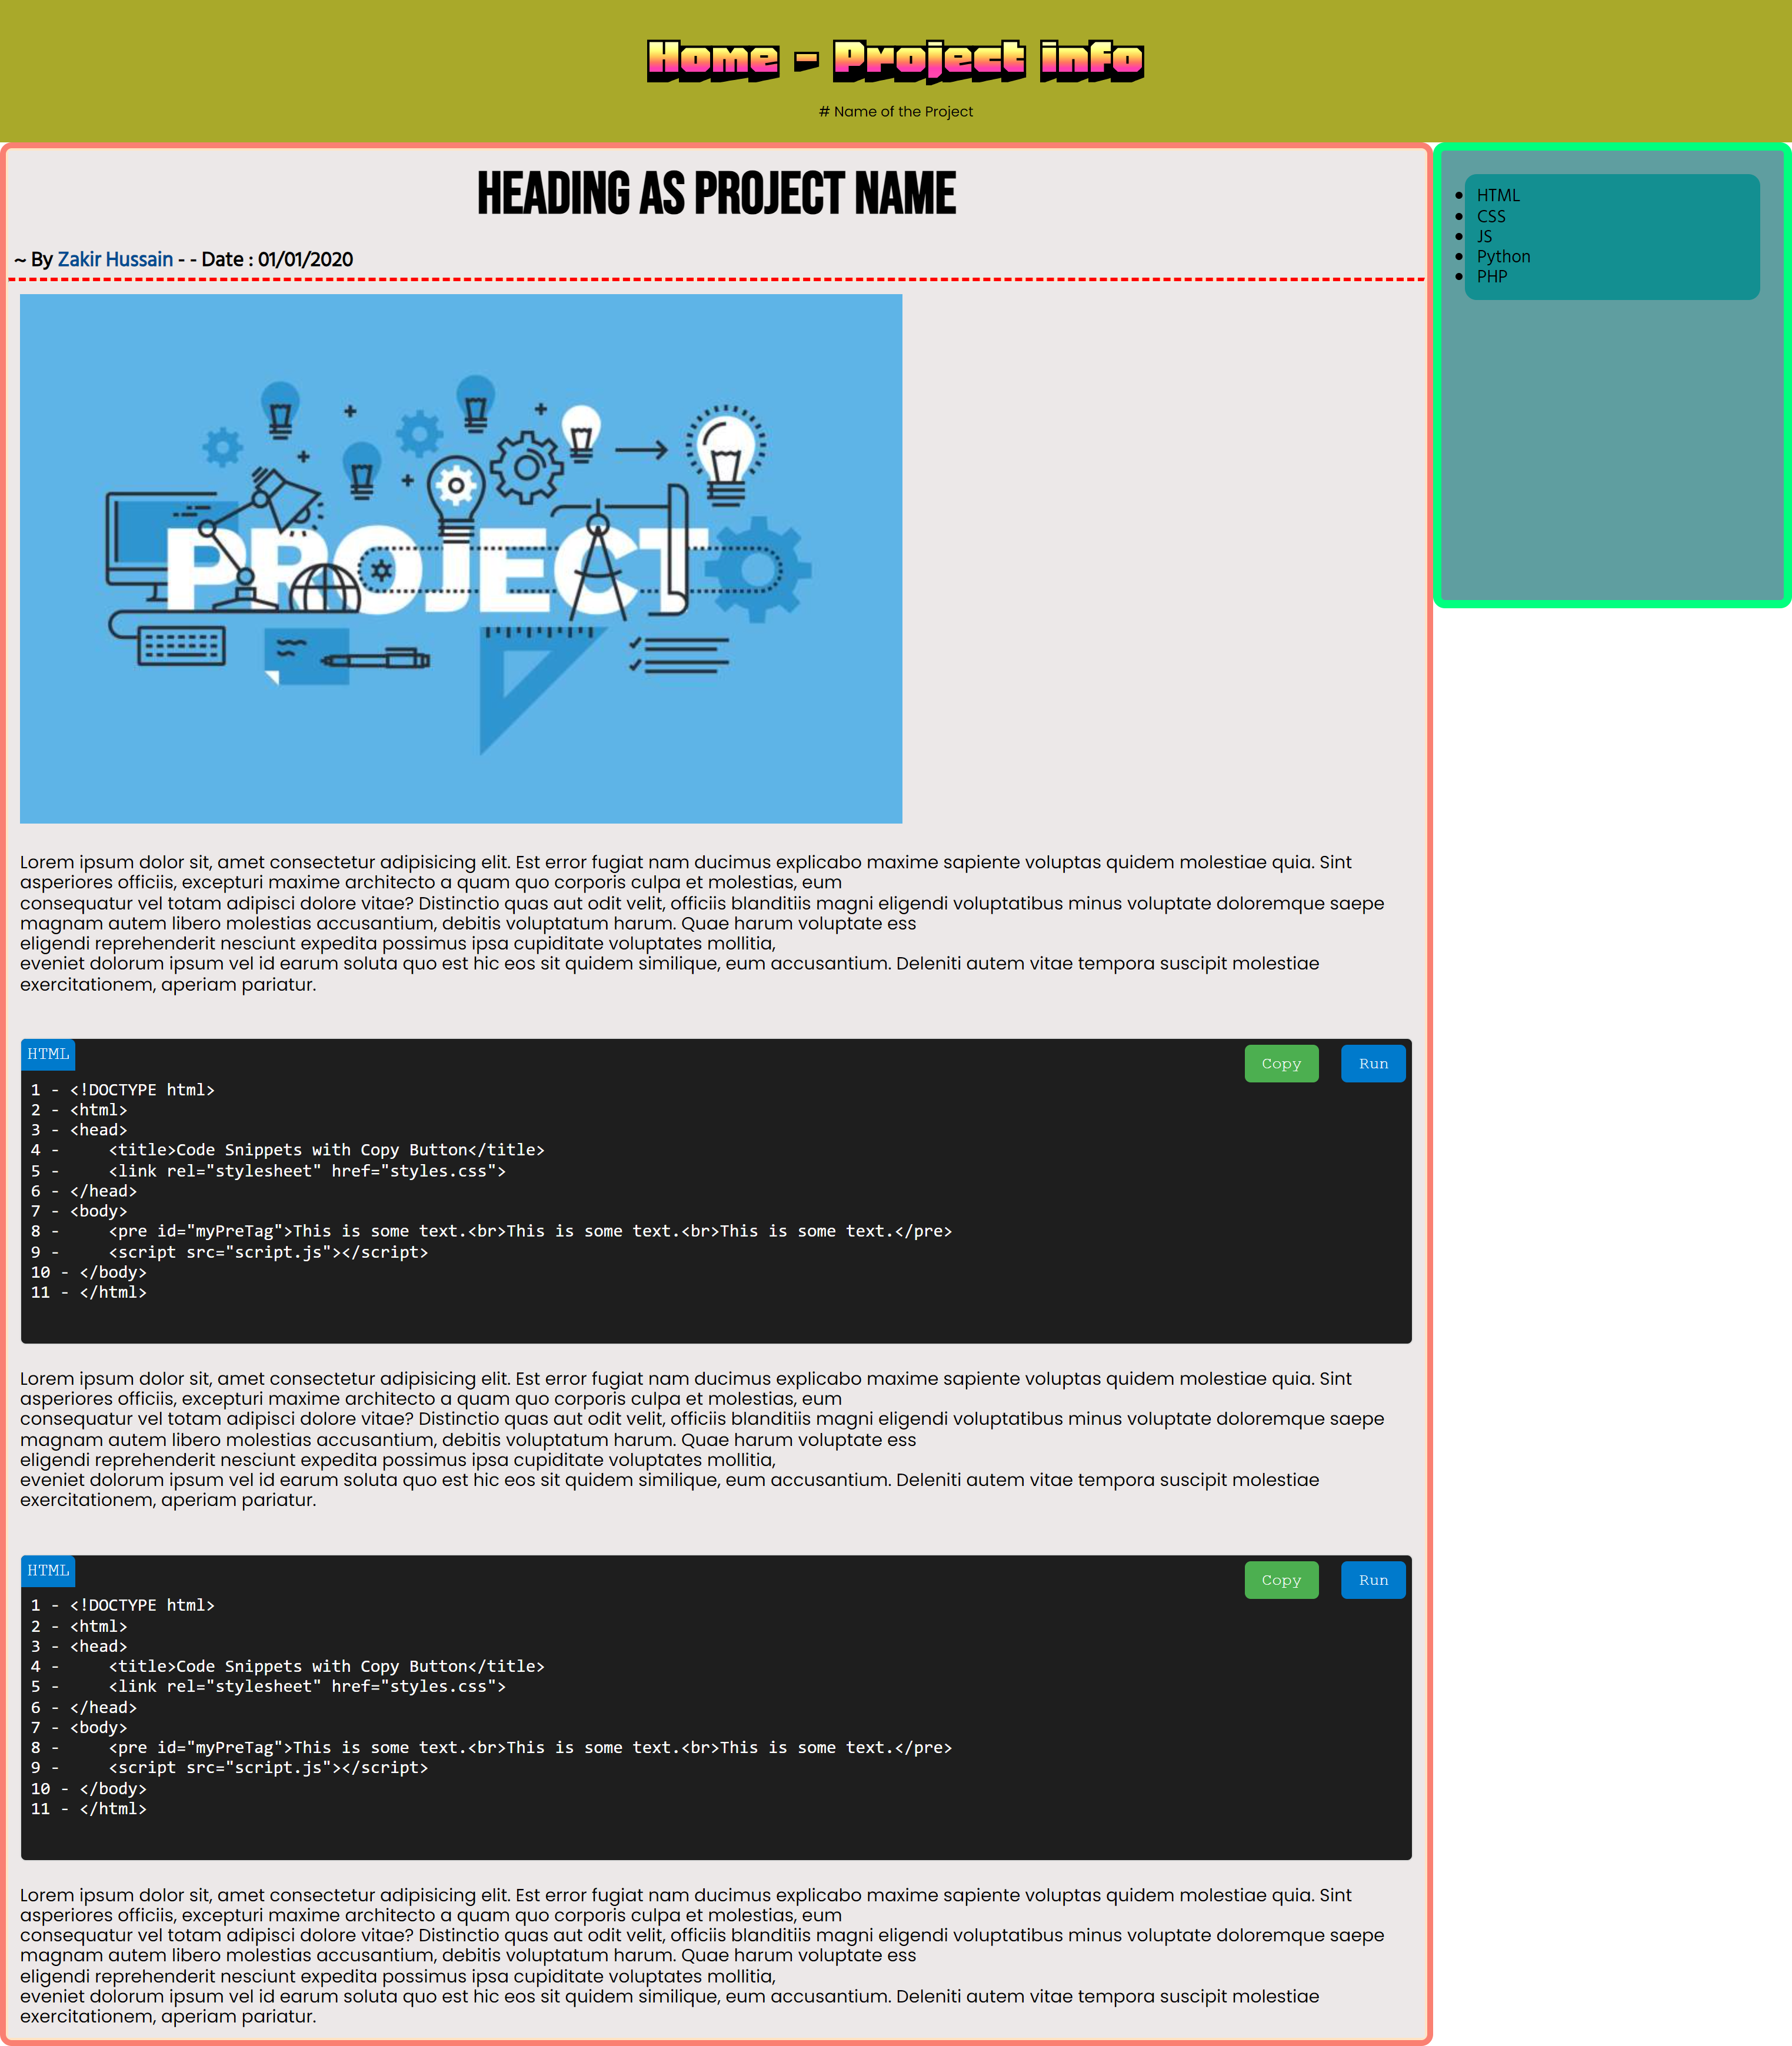 Home - Project info
# Name of the Project
HEADING AS PROJECT NAME
~ By Zakir Hussain - - Date : 01/01/2020
PROJECT
Lorem ipsum dolor sit, amet consectetur adipisicing elit. Est error fugiat nam ducimus explicabo maxime sapiente voluptas quidem molestiae quia. Sint
asperiores officiis, excepturi maxime architecto a quam quo corporis culpa et molestias, eum
consequatur vel totam adipisci dolore vitae? Distinctio quas aut odit velit, officiis blanditiis magni eligendi voluptatibus minus voluptate doloremque saepe
magnam autem libero molestias accusantium, debitis voluptatum harum. Quae harum voluptate ess
eligendi reprehenderit nesciunt expedita possimus ipsa cupiditate voluptates mollitia,
eveniet dolorum ipsum vel id earum soluta quo est hic eos sit quidem similique, eum accusantium. Deleniti autem vitae tempora suscipit molestiae
exercitationem, aperiam pariatur.
HTML
Copy
Run
1 - <!DOCTYPE html>
2 - <html>
3 - <head>
4 -     <title>Code Snippets with Copy Button</title>
5 -     <link rel="stylesheet" href="styles.css">
6 - </head>
7 - <body>
8 -     <pre id="myPreTag">This is some text.<br>This is some text.<br>This is some text.</pre>
9 -     <script src="script.js"></script>
10 - </body>
11 - </html>
Lorem ipsum dolor sit, amet consectetur adipisicing elit. Est error fugiat nam ducimus explicabo maxime sapiente voluptas quidem molestiae quia. Sint
asperiores officiis, excepturi maxime architecto a quam quo corporis culpa et molestias, eum
consequatur vel totam adipisci dolore vitae? Distinctio quas aut odit velit, officiis blanditiis magni eligendi voluptatibus minus voluptate doloremque saepe
magnam autem libero molestias accusantium, debitis voluptatum harum. Quae harum voluptate ess
eligendi reprehenderit nesciunt expedita possimus ipsa cupiditate voluptates mollitia,
eveniet dolorum ipsum vel id earum soluta quo est hic eos sit quidem similique, eum accusantium. Deleniti autem vitae tempora suscipit molestiae
exercitationem, aperiam pariatur.
HTML
Copy
Run
1 - <!DOCTYPE html>
2 - <html>
3 - <head>
4 -     <title>Code Snippets with Copy Button</title>
5 -     <link rel="stylesheet" href="styles.css">
6 - </head>
7 - <body>
8 -     <pre id="myPreTag">This is some text.<br>This is some text.<br>This is some text.</pre>
9 -     <script src="script.js"></script>
10 - </body>
11 - </html>
Lorem ipsum dolor sit, amet consectetur adipisicing elit. Est error fugiat nam ducimus explicabo maxime sapiente voluptas quidem molestiae quia. Sint
asperiores officiis, excepturi maxime architecto a quam quo corporis culpa et molestias, eum
consequatur vel totam adipisci dolore vitae? Distinctio quas aut odit velit, officiis blanditiis magni eligendi voluptatibus minus voluptate doloremque saepe
magnam autem libero molestias accusantium, debitis voluptatum harum. Quae harum voluptate ess
eligendi reprehenderit nesciunt expedita possimus ipsa cupiditate voluptates mollitia,
eveniet dolorum ipsum vel id earum soluta quo est hic eos sit quidem similique, eum accusantium. Deleniti autem vitae tempora suscipit molestiae
exercitationem, aperiam pariatur.
HTML
CSS
JS
Python
PHP